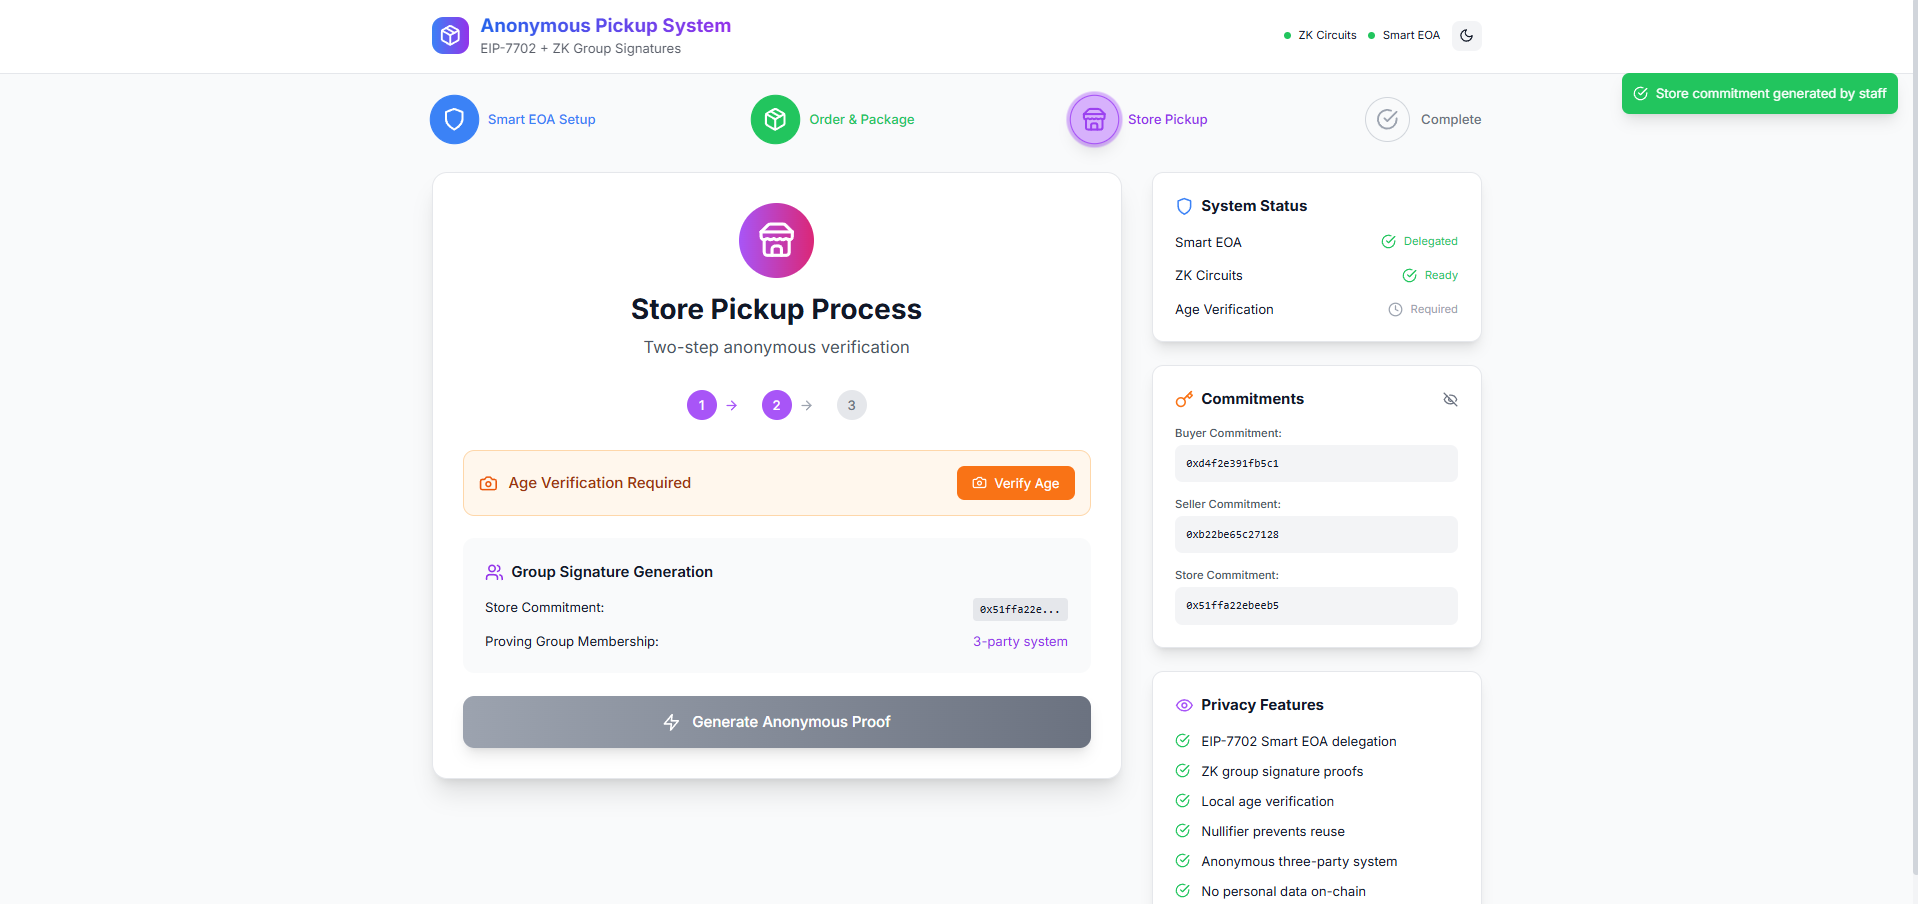 Anonymous Pickup System
EIP-7702 + ZK Group Signatures
ZK Circuits
Smart EOA
Store commitment generated by staff
Smart EOA Setup
Order & Package
Store Pickup
Complete
Store Pickup Process
Two-step anonymous verification
1
2
3
Age Verification Required
Verify Age
Group Signature Generation
Store Commitment:
0x51ffa22e...
Proving Group Membership:
3-party system
Generate Anonymous Proof
System Status
Smart EOA
Delegated
ZK Circuits
Ready
Age Verification
Required
Commitments
Buyer Commitment:
0xd4f2e391fb5c1
Seller Commitment:
0xb22be65c27128
Store Commitment:
0x51ffa22ebeeb5
Privacy Features
EIP-7702 Smart EOA delegation
ZK group signature proofs
Local age verification
Nullifier prevents reuse
Anonymous three-party system
No personal data on-chain